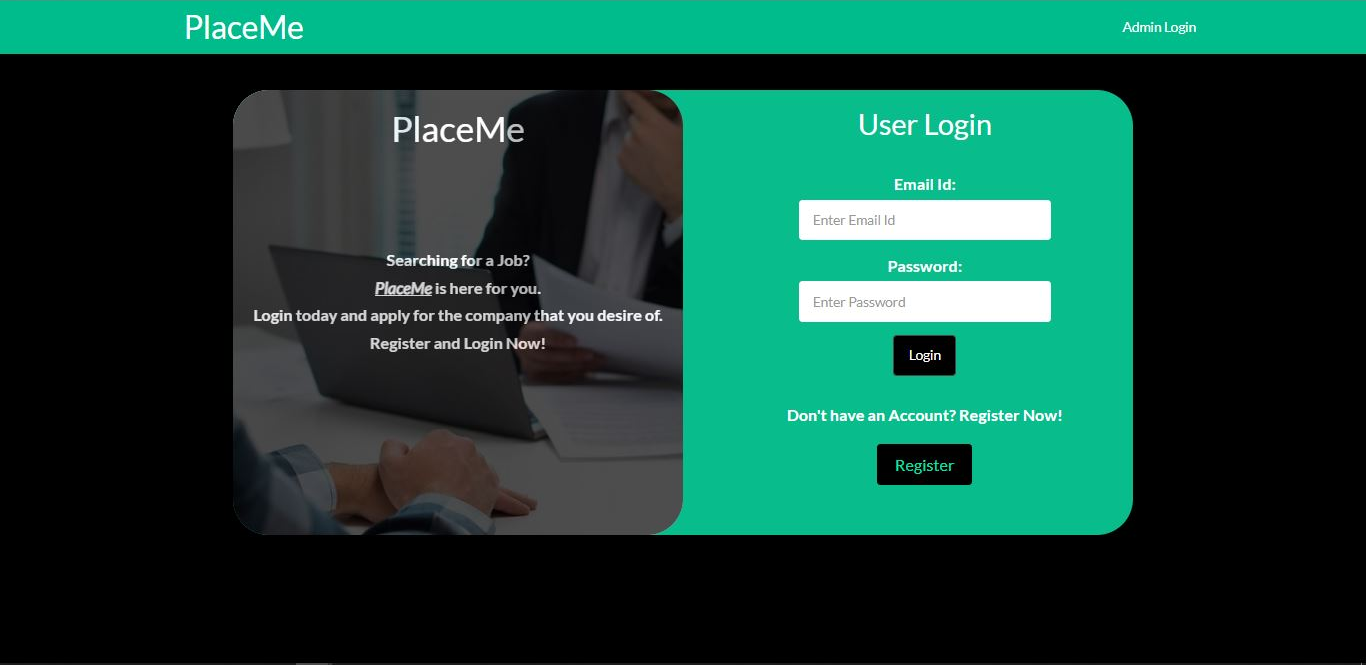 PlaceMe
Admin Login
PlaceMe
Searching for a Job?
PlaceMe is here for you.
Login today and apply for the company that you desire of.
Register and Login Now!
User Login
Email Id:
Enter Email Id
Password:
Enter Password
Login
Don't have an Account? Register Now!
Register